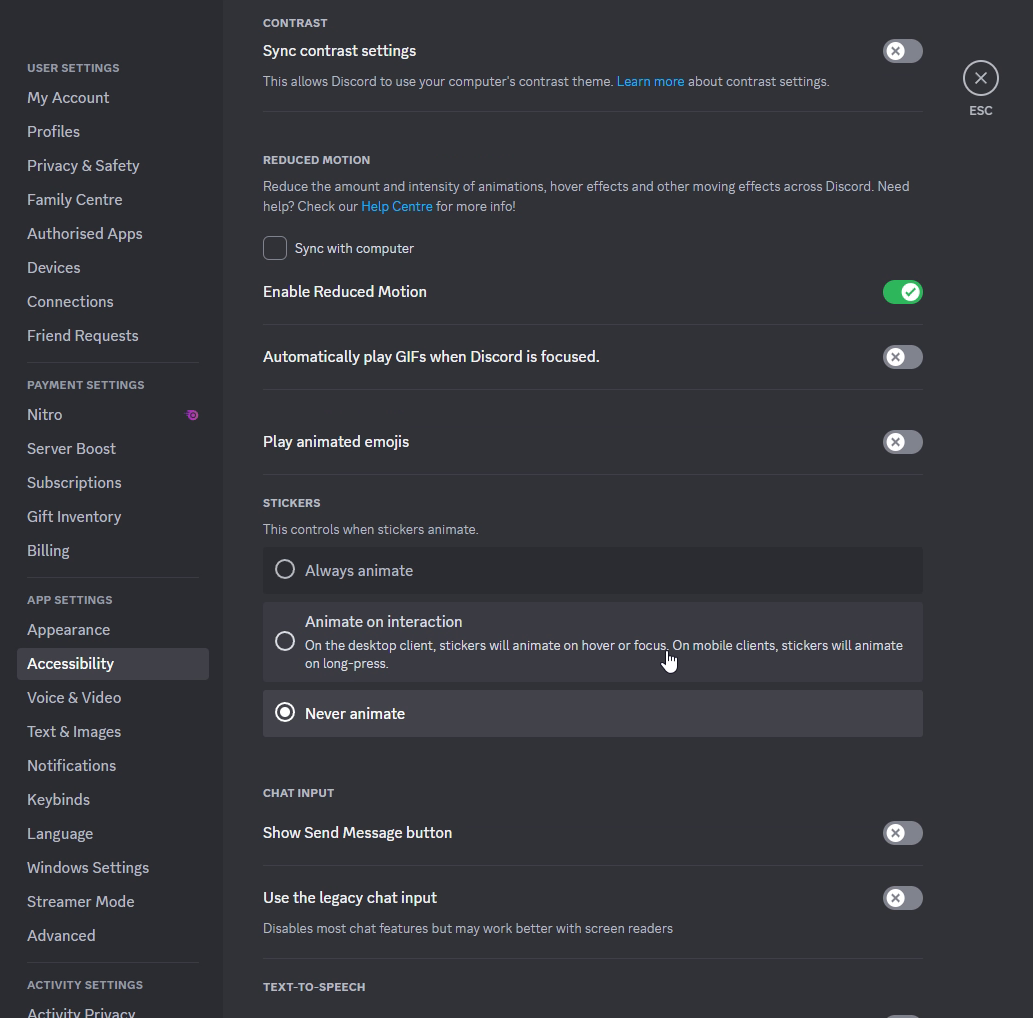 USER SETTINGS
My Account
Profiles
Privacy & Safety
Family Centre
Authorised Apps
Devices
Connections
Friend Requests
PAYMENT SETTINGS
Nitro
Server Boost
Subscriptions
Gift Inventory
Billing
APP SETTINGS
Appearance
Accessibility
Voice & Video
Text & Images
Notifications
Keybinds
Language
Windows Settings
Streamer Mode
Advanced
ACTIVITY SETTINGS
Activity Privacy
CONTRAST
Sync contrast settings
This allows Discord to use your computer's contrast theme. Learn more about contrast settings.
REDUCED MOTION
Reduce the amount and intensity of animations, hover effects and other moving effects across Discord. Need
help? Check our Help Centre for more info!
Sync with computer
Enable Reduced Motion
Automatically play GIFs when Discord is focused.
Play animated emojis
STICKERS
This controls when stickers animate.
Always animate
Animate on interaction
On the desktop client, stickers will animate on hover or focus. On mobile clients, stickers will animate
on long-press.
Never animate
CHAT INPUT
Show Send Message button
Use the legacy chat input
Disables most chat features but may work better with screen readers
TEXT-TO-SPEECH
ESC